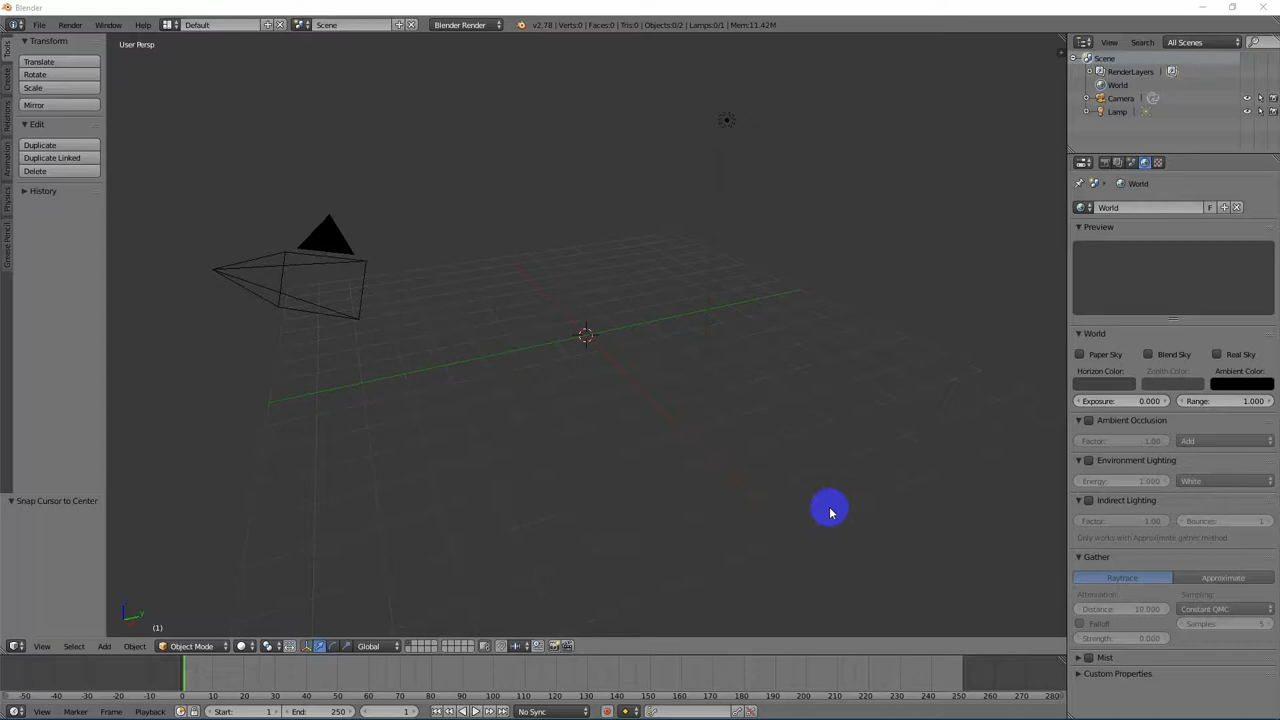 Blender
File Render Window Help Default Scene Blender Render v2.78 | Verts:0 | Faces:0 | Tris:0 | Objects:0/2 | Lamps:0/1 | Mem:11.42M
Tools
Create
Relations
Animation
Physics
Grease Pencil
Transform
Translate
Rotate
Scale
Mirror
Edit
Duplicate
Duplicate Linked
Delete
History
Snap Cursor to Center
User Persp
Y
(1)
View Select Add Object Object Mode Global
View Search All Scenes
Scene
RenderLayers
World
Camera
Lamp
World
World F
Preview
World
Paper Sky Blend Sky Real Sky
Horizon Color: Zenith Color Ambient Color:
Exposure: 0.000 Range: 1.000
Ambient Occlusion
Factor: 1.00 Add
Environment Lighting
Energy: 1.000 White
Indirect Lighting
Factor: 1.00 Bounces: 1
Only works with Approximate gather method
Gather
Raytrace Approximate
Attenuation: Sampling:
Distance: 10.000 Constant QMC
Falloff Samples: 5
Strength: 0.000
Mist
Custom Properties
-50 -40 -30 -20 -10 0 10 20 30 40 50 60 70 80 90 100 110 120 130 140 150 160 170 180 190 200 210 220 230 240 250 260 270 280
View Marker Frame Playback Start: 1 End: 250 1 No Sync